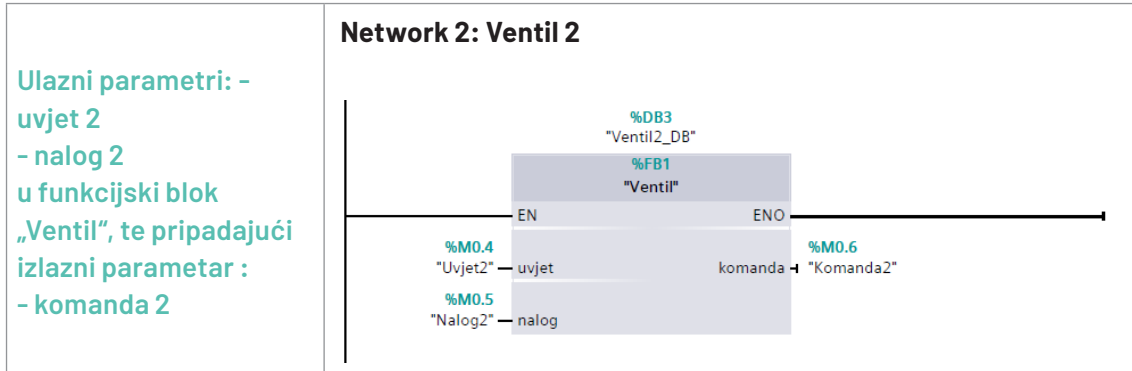 Ulazni parametri: -
uvjet 2
- nalog 2
u funkcijski blok
„Ventil“, te pripadajući
izlazni parametar :
- komanda 2
Network 2: Ventil 2
%DB3
"Ventil2_DB"
%FB1
"Ventil"
EN ENO
%M0.4 %M0.6
"Uvjet2" uvjet komanda "Komanda2"
%M0.5
"Nalog2" nalog